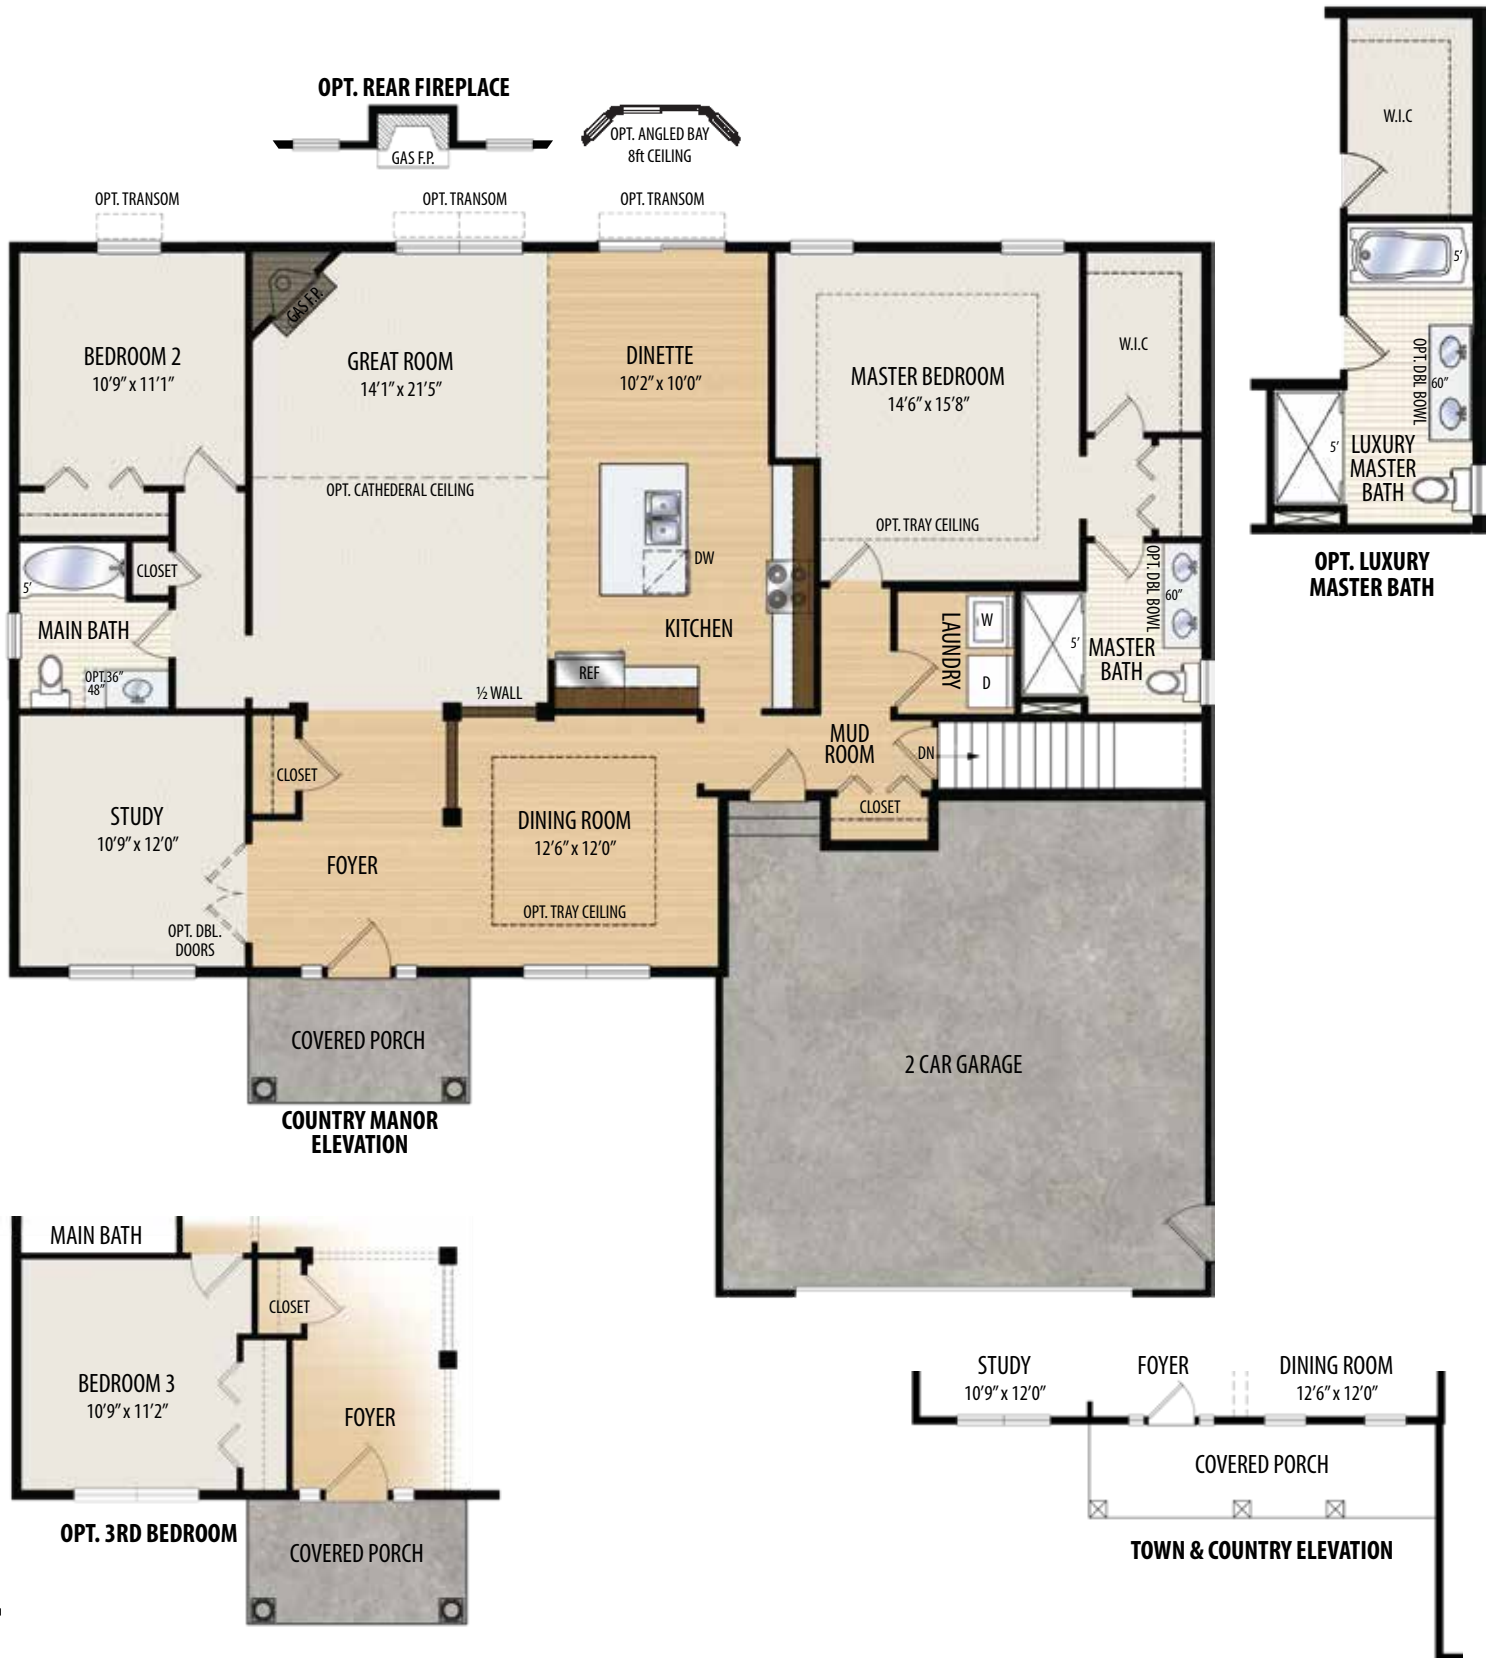 OPT. REAR FIREPLACE
GAS F.P.
OPT. ANGLED BAY
8ft CEILING
OPT. TRANSOM
OPT. TRANSOM
OPT. TRANSOM
BEDROOM 2
10'9" x 11'1"
GAS F.P.
GREAT ROOM
14'1" x 21'5"
OPT. CATHEDERAL CEILING
DINETTE
10'2" x 10'0"
MASTER BEDROOM
14'6" x 15'8"
OPT. TRAY CEILING
W.I.C
W.I.C
5'
OPT. DBL BOWL
60"
5'
LUXURY
MASTER
BATH
OPT. LUXURY
MASTER BATH
CLOSET
5'
MAIN BATH
OPT.36"
48"
DW
KITCHEN
REF
½ WALL
LAUNDRY
W
D
OPT. DBL BOWL
60"
5'
MASTER
BATH
MUD
ROOM
DN
CLOSET
CLOSET
STUDY
10'9" x 12'0"
OPT. DBL.
DOORS
FOYER
DINING ROOM
12'6" x 12'0"
OPT. TRAY CEILING
COVERED PORCH
COUNTRY MANOR
ELEVATION
2 CAR GARAGE
MAIN BATH
CLOSET
BEDROOM 3
10'9" x 11'2"
FOYER
OPT. 3RD BEDROOM
COVERED PORCH
STUDY
10'9" x 12'0"
FOYER
DINING ROOM
12'6" x 12'0"
COVERED PORCH
TOWN & COUNTRY ELEVATION